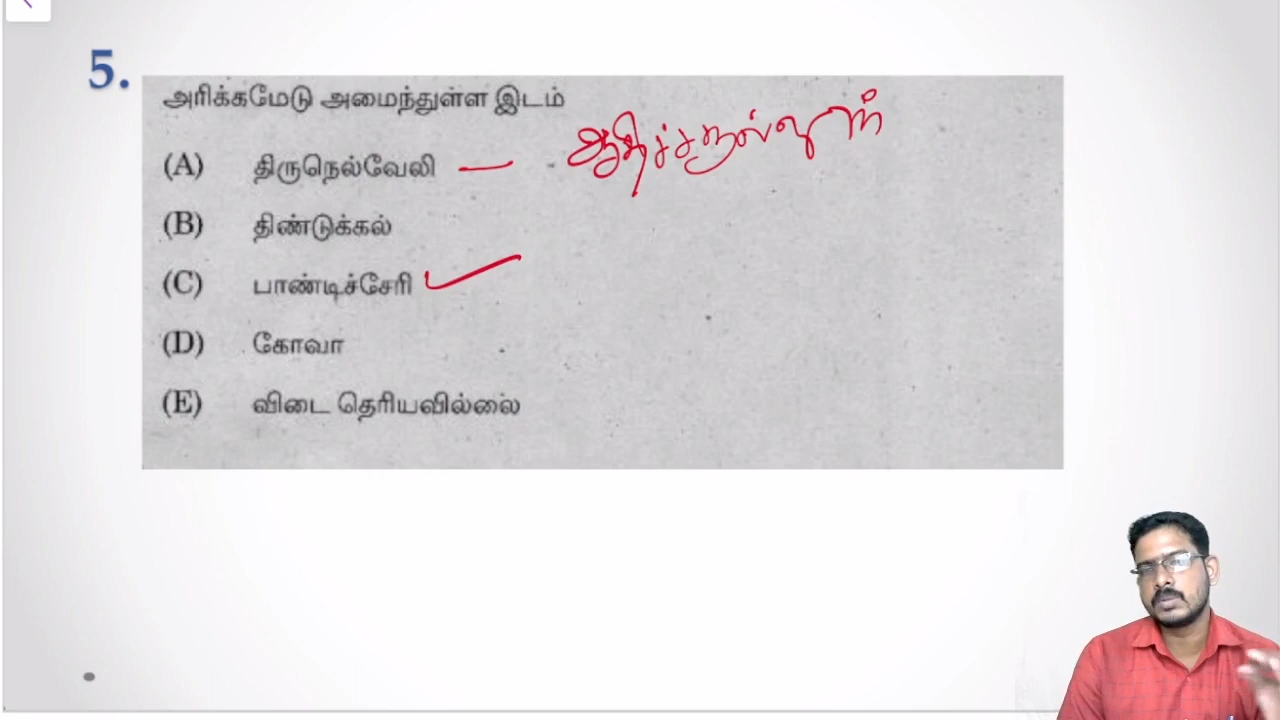 5.
அரிக்கமேடு அமைந்துள்ள இடம்
(A) திருநெல்வேலி – ஆதிச்சநல்லூர்
(B) திண்டுக்கல்
(C) பாண்டிச்சேரி ✓
(D) கோவா
(E) விடை தெரியவில்லை